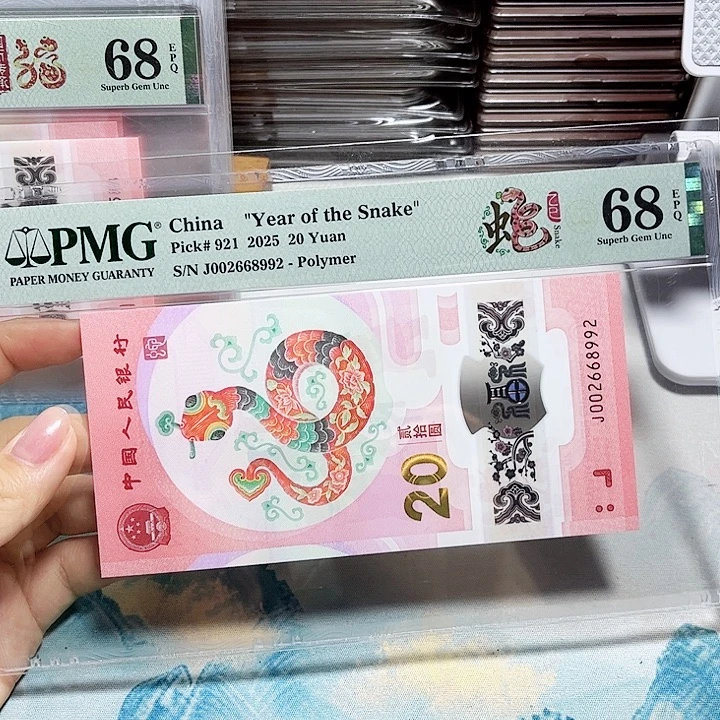 68
EPQ
Superb Gem Unc
PMG®
PAPER MONEY GUARANTY
China "Year of the Snake"
Pick# 921 2025 20 Yuan
S/N J002668992 - Polymer
蛇
Snake
68
EPQ
Superb Gem Unc
中国人民银行
贰拾圆
20
J002668992